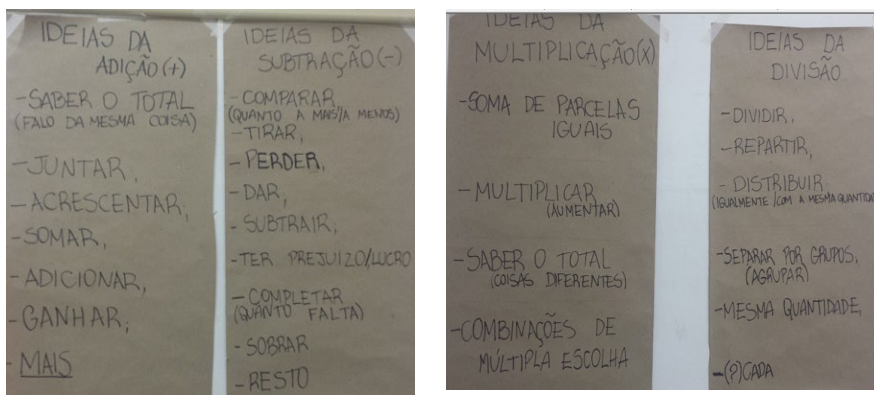 IDEIAS DA
ADIÇÃO(+)
-SABER O TOTAL
(FALO DA MESMA COISA)
-JUNTAR,
-ACRESCENTAR,
-SOMAR,
-ADICIONAR,
-GANHAR,
-MAIS
IDEIAS DA
SUBTRAÇÃO(-)
-COMPARAR
(QUANTO A MAIS/A MENOS)
-TIRAR,
-PERDER,
-DAR,
-SUBTRAIR,
-TER PREJUIZO/LUCRO
-COMPLETAR
(QUANTO FALTA)
-SOBRAR
-RESTO
IDEIAS DA
MULTIPLICAÇÃO(X)
-SOMA DE PARCELAS
IGUAIS
-MULTIPLICAR
(AUMENTAR)
-SABER O TOTAL
(COISAS DIFERENTES)
-COMBINAÇÕES DE
MÚLTIPLA ESCOLHA
IDEIAS DA
DIVISÃO
-DIVIDIR,
-REPARTIR,
-DISTRIBUIR
(IGUALMENTE/COM A MESMA QUANTIDA
-SEPARAR POR GRUPOS,
(AGRUPAR)
-MESMA QUANTIDADE,
-(?)CADA